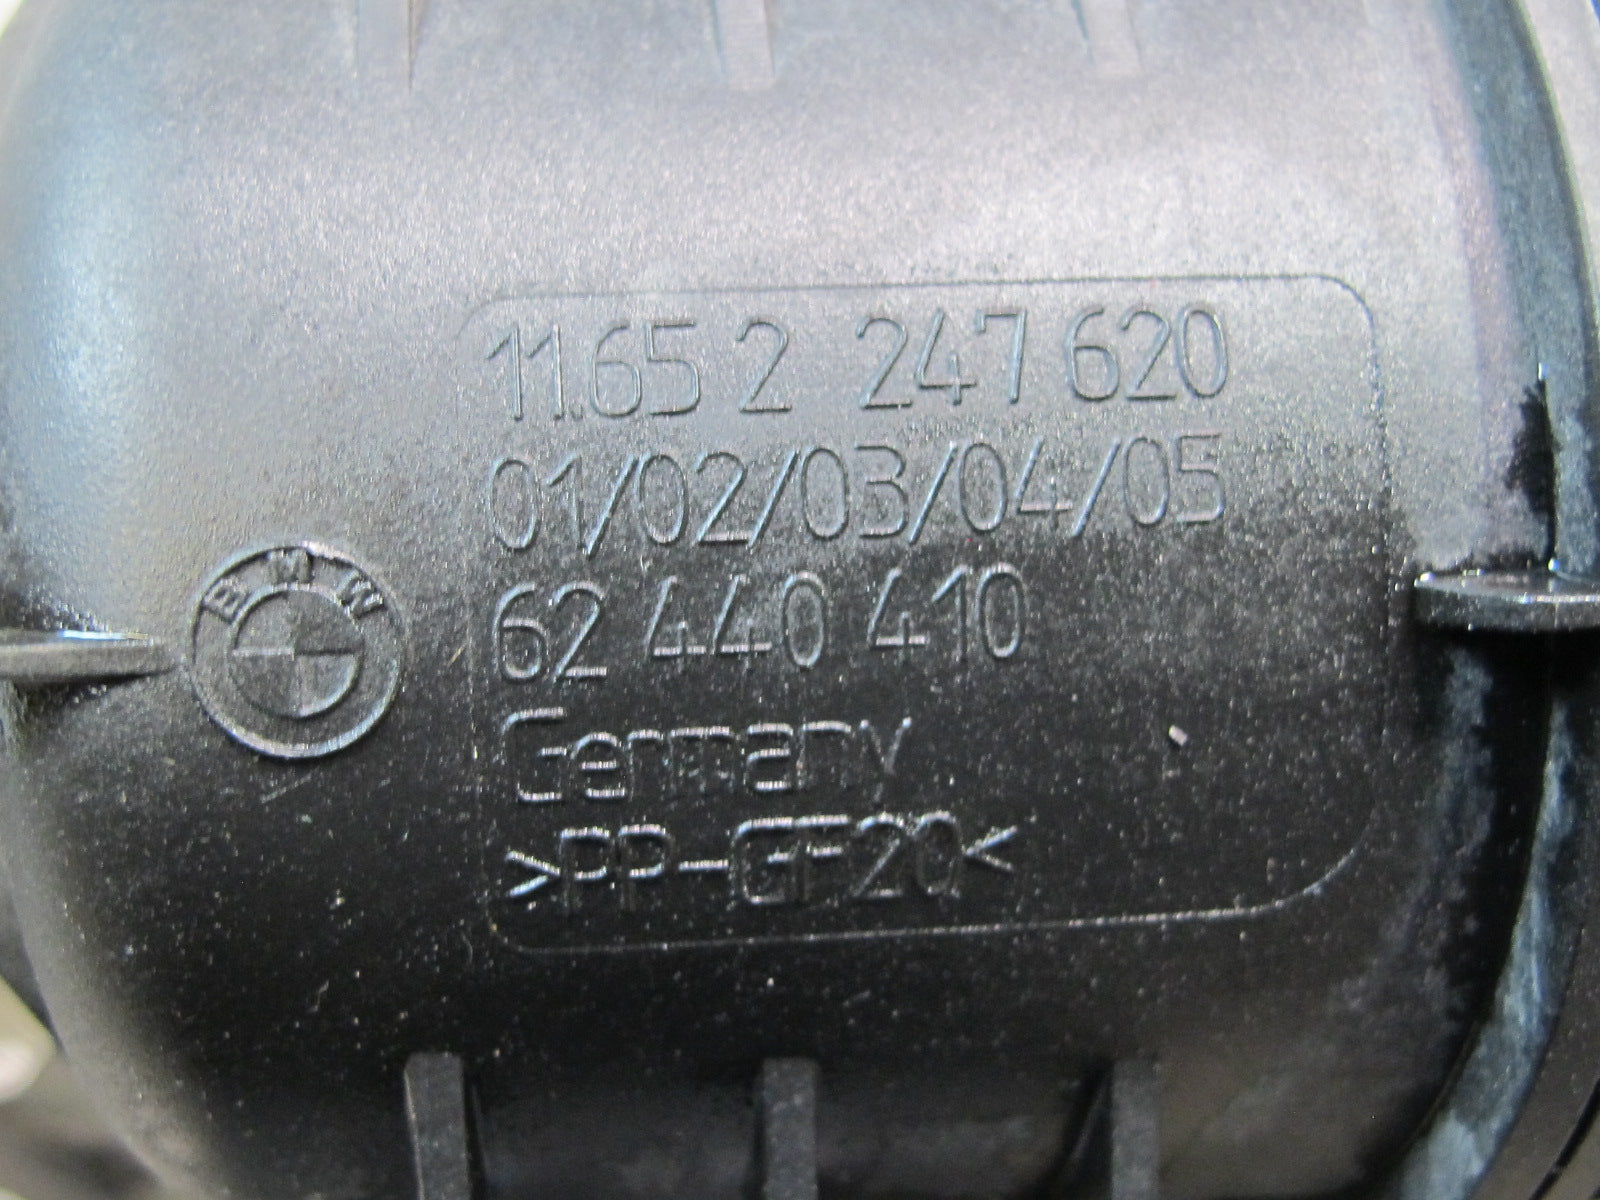 11.65 2 247 620
01/02/03/04/05
BMW
62 440 410
Germany
>PP-GF20<